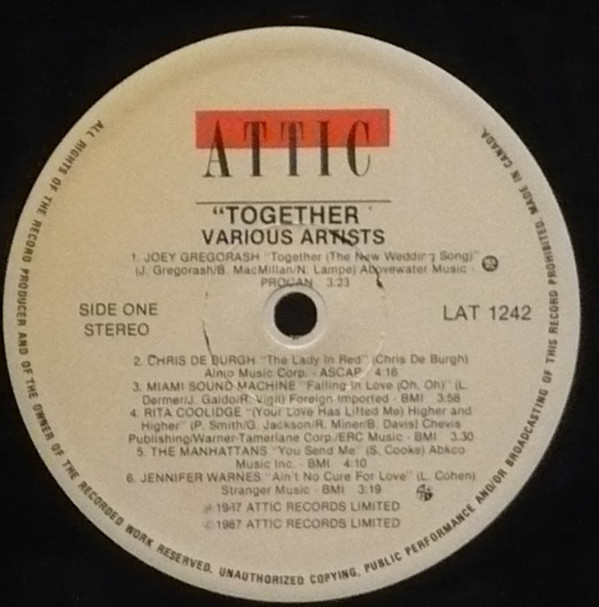 ATTIC
"TOGETHER
VARIOUS ARTISTS
1. JOEY GREGORASH "Together (The New Wedding Song)"
(J. Gregorash/B. MacMillan/N. Lampe) Abovewater Music -
PROCAN 3:23
SIDE ONE
STEREO
LAT 1242
2. CHRIS DE BURGH "The Lady In Red" (Chris De Burgh)
Almo Music Corp. - ASCAP 4:16
3. MIAMI SOUND MACHINE "Falling In Love (Oh, Oh)" (L.
Dermer/J. Galdo/R. Vigil) Foreign Imported - BMI 3:58
4. RITA COOLIDGE "(Your Love Has Lifted Me) Higher and
Higher" (P. Smith/G. Jackson/R. Miner/B. Davis) Chevis
Publishing/Warner-Tamerlane Corp./ERC Music - BMI 3.30
5. THE MANHATTANS "You Send Me" (S. Cooke) Abkco
Music Inc. - BMI 4:10
6. JENNIFER WARNES "Ain't No Cure For Love" (L. Cohen)
Stranger Music - BMI 3:19
℗ 1987 ATTIC RECORDS LIMITED
© 1987 ATTIC RECORDS LIMITED
ALL RIGHTS OF THE RECORD PRODUCER AND OF THE OWNER OF THE RECORDED WORK RESERVED. UNAUTHORIZED COPYING, PUBLIC PERFORMANCE AND/OR BROADCASTING OF THIS RECORD PROHIBITED. MADE IN CANADA.